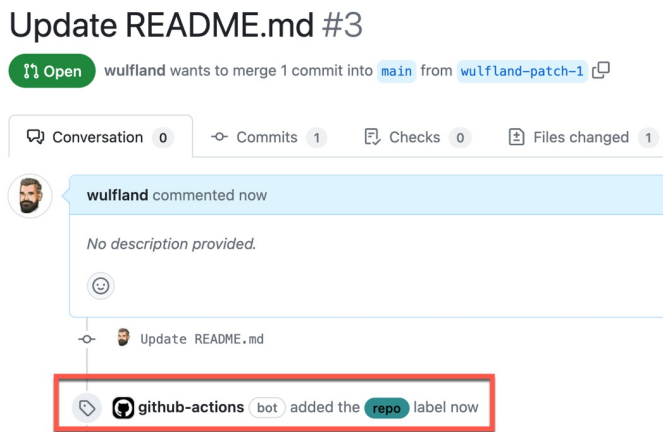 Update README.md #3
Open wulfland wants to merge 1 commit into main from wulfland-patch-1
Conversation 0 Commits 1 Checks 0 Files changed 1
wulfland commented now
No description provided.
Update README.md
github-actions bot added the repo label now